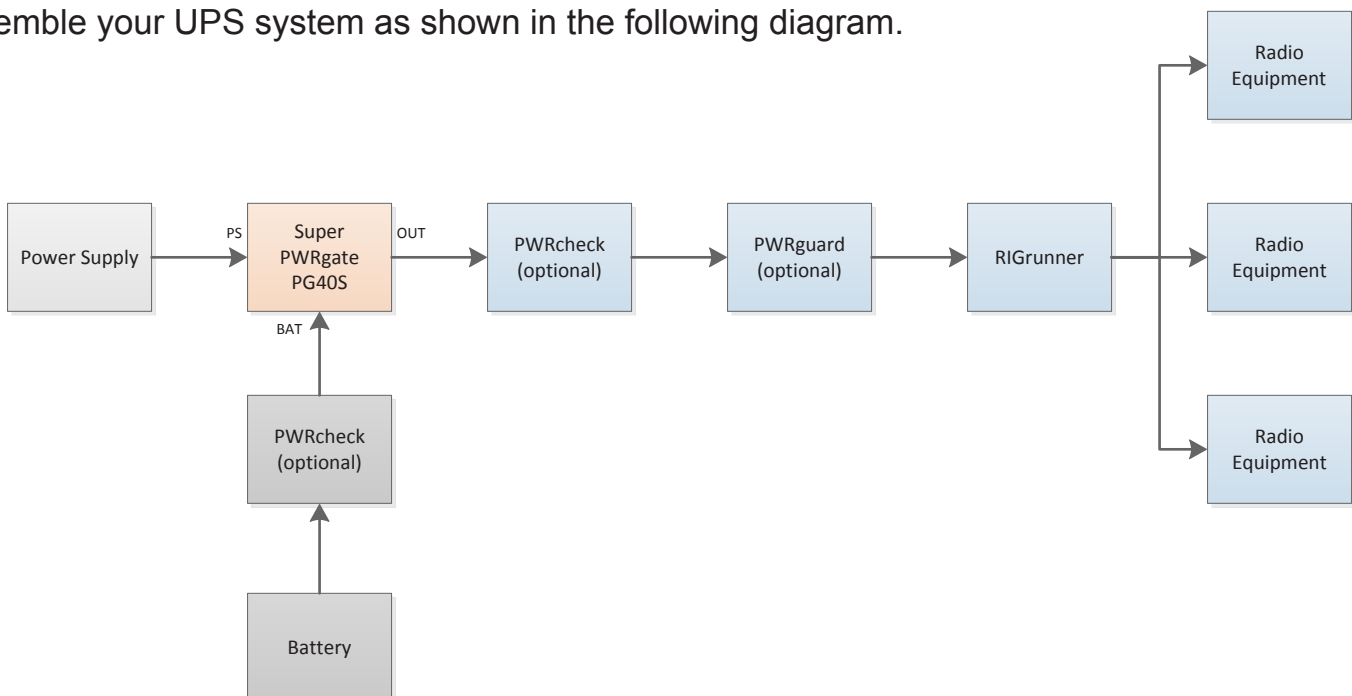 emble your UPS system as shown in the following diagram.
Radio
Equipment
Power Supply
PS
Super
PWRgate
PG40S
OUT
BAT
PWRcheck
(optional)
PWRguard
(optional)
RIGrunner
Radio
Equipment
PWRcheck
(optional)
Radio
Equipment
Battery